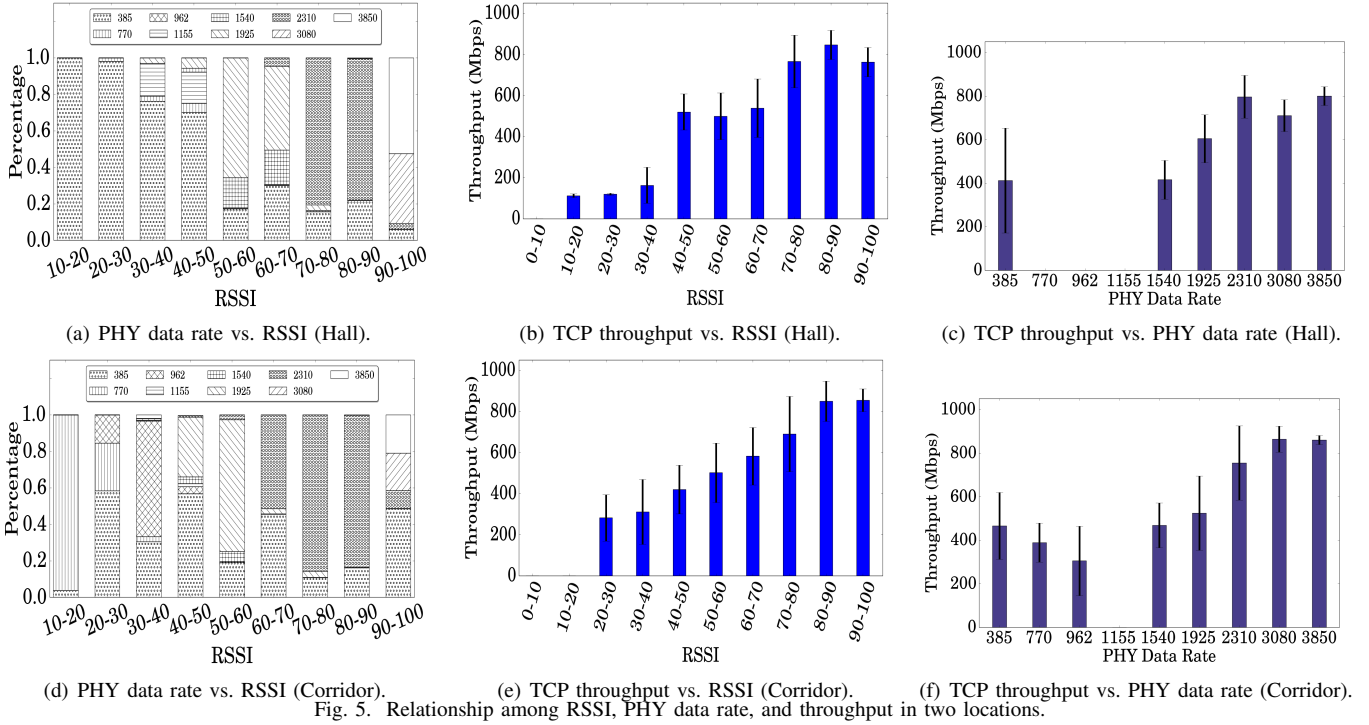 385 962 1540 2310 3850
770 1155 1925 3080
Percentage
1.0
0.8
0.6
0.4
0.2
0.0
10-20 20-30 30-40 40-50 50-60 60-70 70-80 80-90 90-100
RSSI
(a) PHY data rate vs. RSSI (Hall).
Throughput (Mbps)
1000
800
600
400
200
0
0-10 10-20 20-30 30-40 40-50 50-60 60-70 70-80 80-90 90-100
RSSI
(b) TCP throughput vs. RSSI (Hall).
Throughput (Mbps)
1000
800
600
400
200
0
385 770 962 1155 1540 1925 2310 3080 3850
PHY Data Rate
(c) TCP throughput vs. PHY data rate (Hall).
385 962 1540 2310 3850
770 1155 1925 3080
Percentage
1.0
0.8
0.6
0.4
0.2
0.0
10-20 20-30 30-40 40-50 50-60 60-70 70-80 80-90 90-100
RSSI
(d) PHY data rate vs. RSSI (Corridor).
Throughput (Mbps)
1000
800
600
400
200
0
0-10 10-20 20-30 30-40 40-50 50-60 60-70 70-80 80-90 90-100
RSSI
(e) TCP throughput vs. RSSI (Corridor).
Throughput (Mbps)
1000
800
600
400
200
0
385 770 962 1155 1540 1925 2310 3080 3850
PHY Data Rate
(f) TCP throughput vs. PHY data rate (Corridor).
Fig. 5. Relationship among RSSI, PHY data rate, and throughput in two locations.